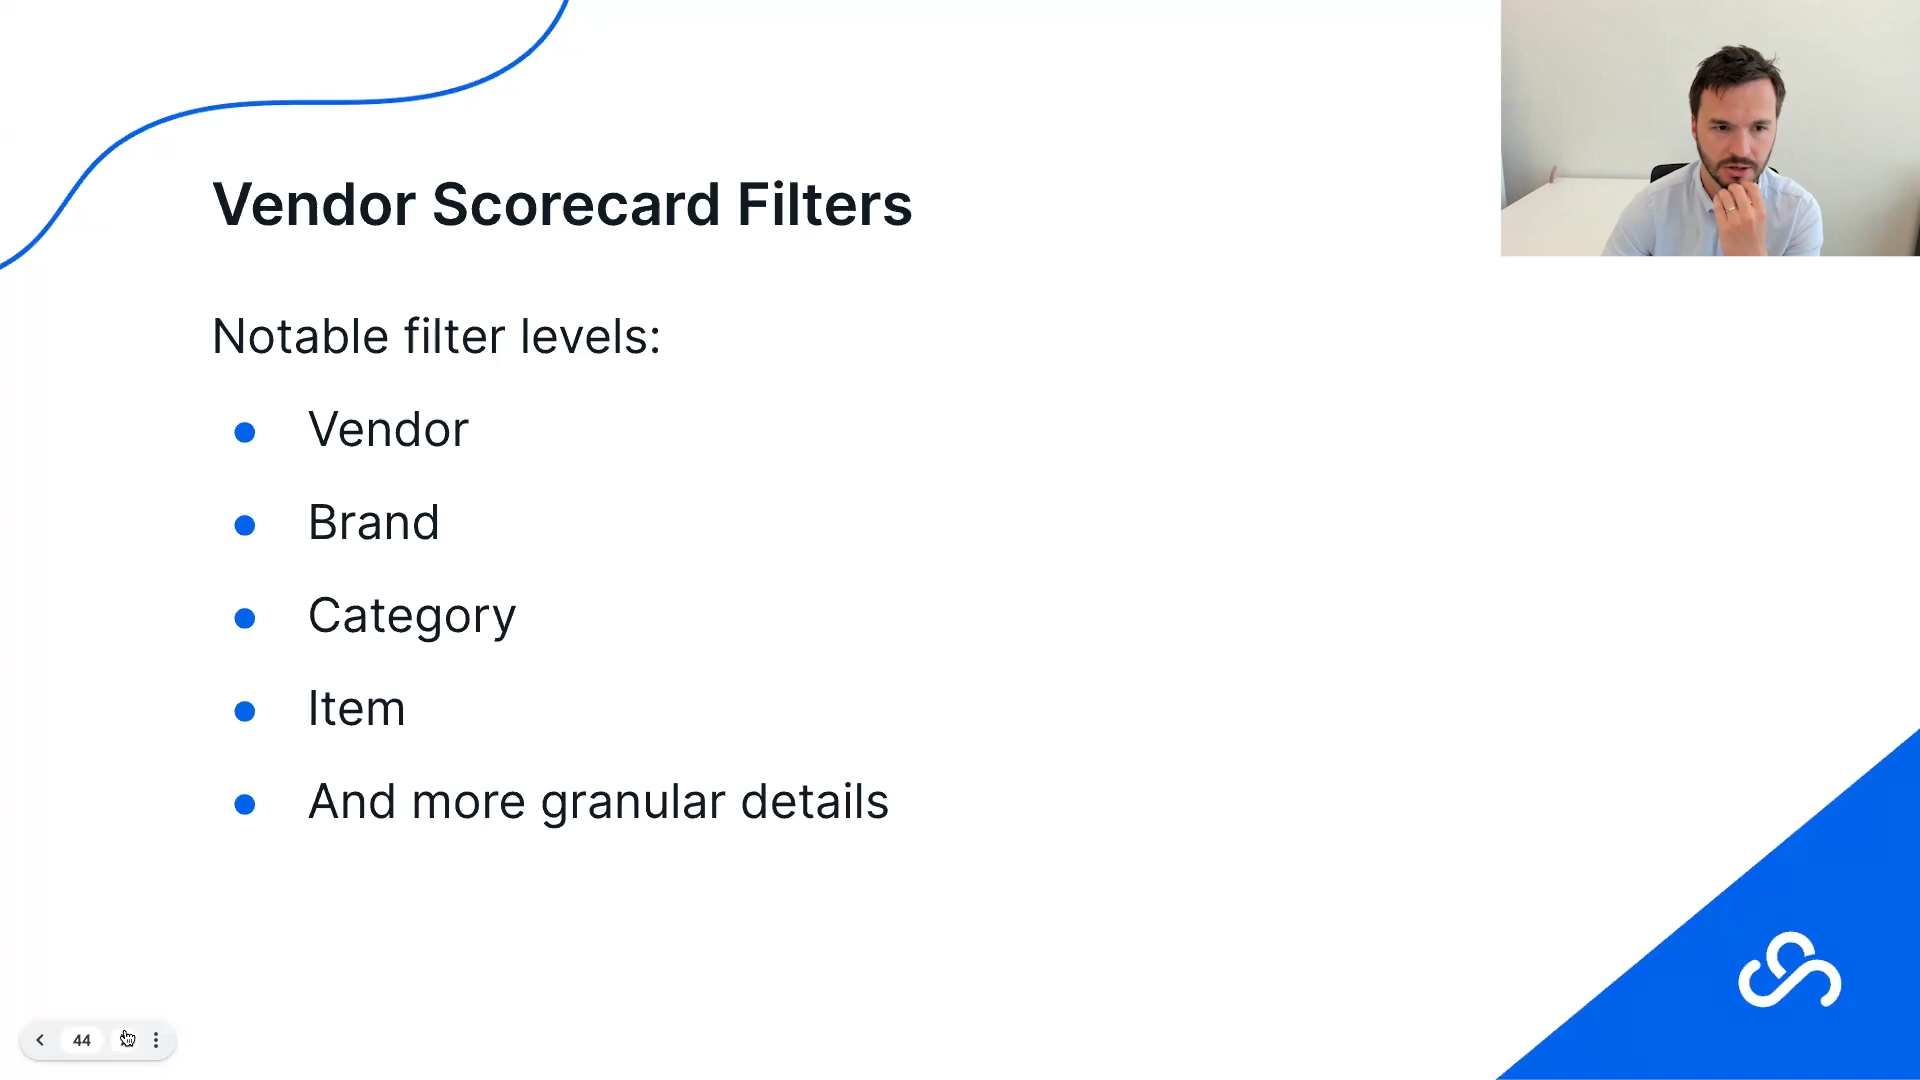 Vendor Scorecard Filters
Notable filter levels:
● Vendor
● Brand
● Category
● Item
● And more granular details
44